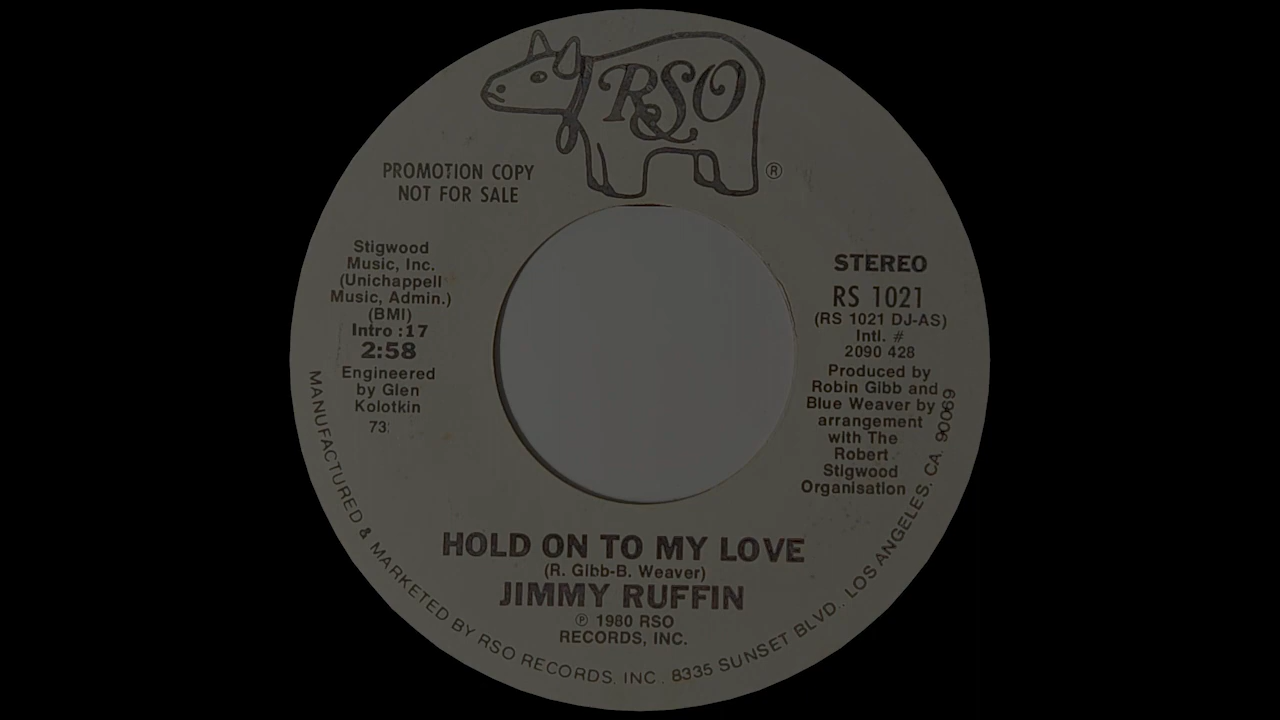 RSO
®
PROMOTION COPY
NOT FOR SALE
Stigwood
Music, Inc.
(Unichappell
Music, Admin.)
(BMI)
Intro :17
2:58
Engineered
by Glen
Kolotkin
73
STEREO
RS 1021
(RS 1021 DJ-AS)
Intl. #
2090 428
Produced by
Robin Gibb and
Blue Weaver by
arrangement
with The
Robert
Stigwood
Organisation
HOLD ON TO MY LOVE
(R. Gibb-B. Weaver)
JIMMY RUFFIN
℗ 1980 RSO
RECORDS, INC.
MANUFACTURED & MARKETED BY RSO RECORDS, INC. 8335 SUNSET BLVD., LOS ANGELES, CA. 90069